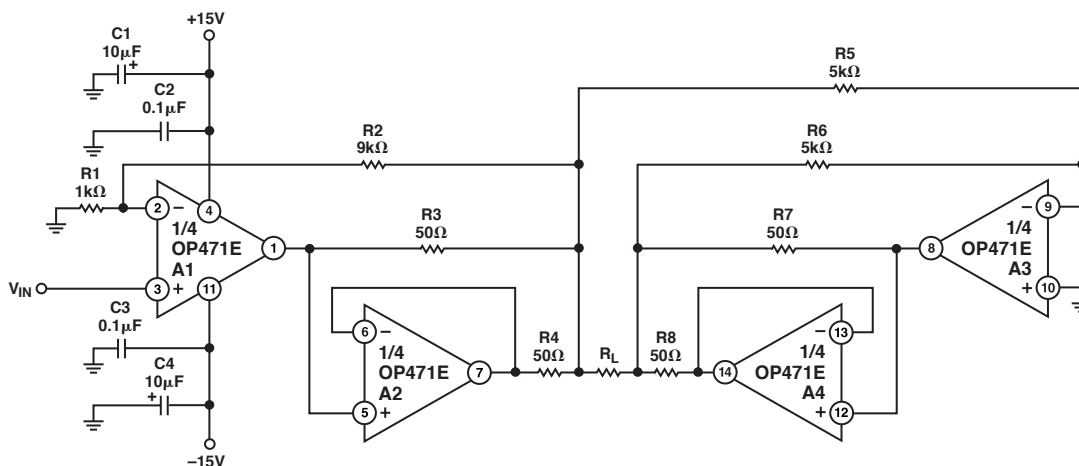 +15V
C1
10µF
+
C2
0.1µF
R1
1kΩ
R2
9kΩ
R3
50Ω
2
–
4
1/4
OP471E
A1
1
VIN
3
+
11
C3
0.1µF
C4
10µF
+
–15V
6
–
1/4
OP471E
A2
7
5
+
R4
50Ω
RL
R8
50Ω
R5
5kΩ
R6
5kΩ
R7
50Ω
8
–
9
1/4
OP471E
A3
+
10
14
–
13
1/4
OP471E
A4
+
12